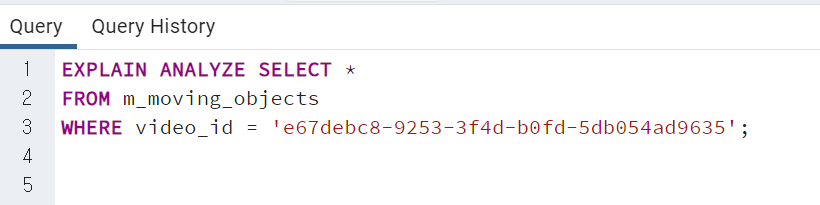 Query Query History
1 EXPLAIN ANALYZE SELECT *
2 FROM m_moving_objects
3 WHERE video_id = 'e67debc8-9253-3f4d-b0fd-5db054ad9635';
4
5